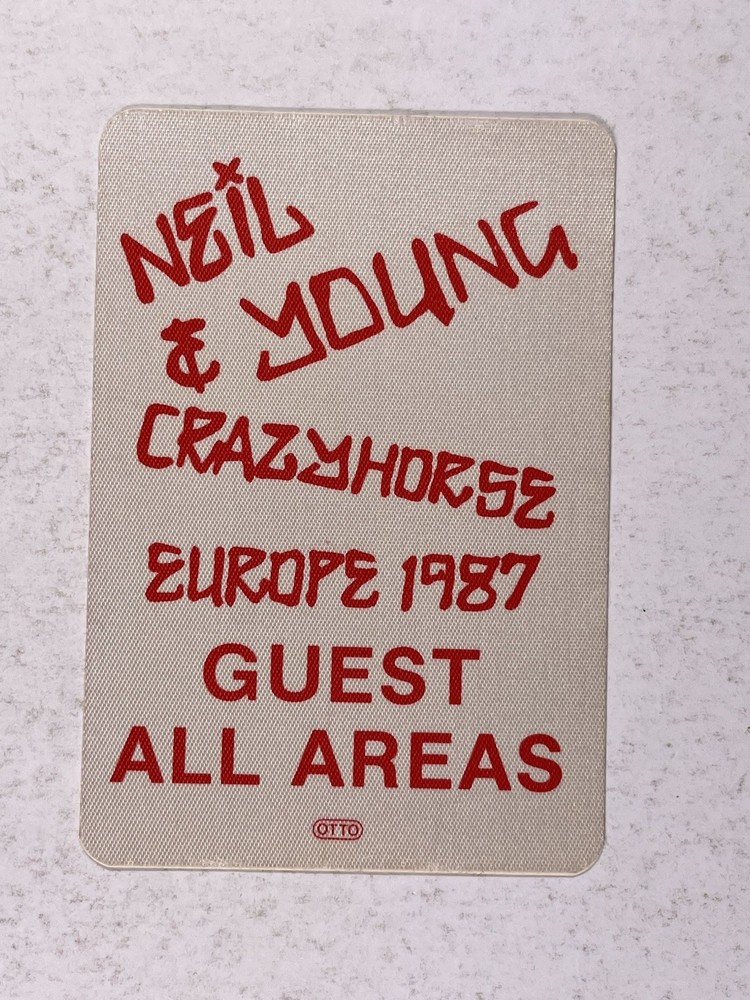 NEIL
& YOUNG
CRAZYHORSE
EUROPE 1987
GUEST
ALL AREAS
OTTO